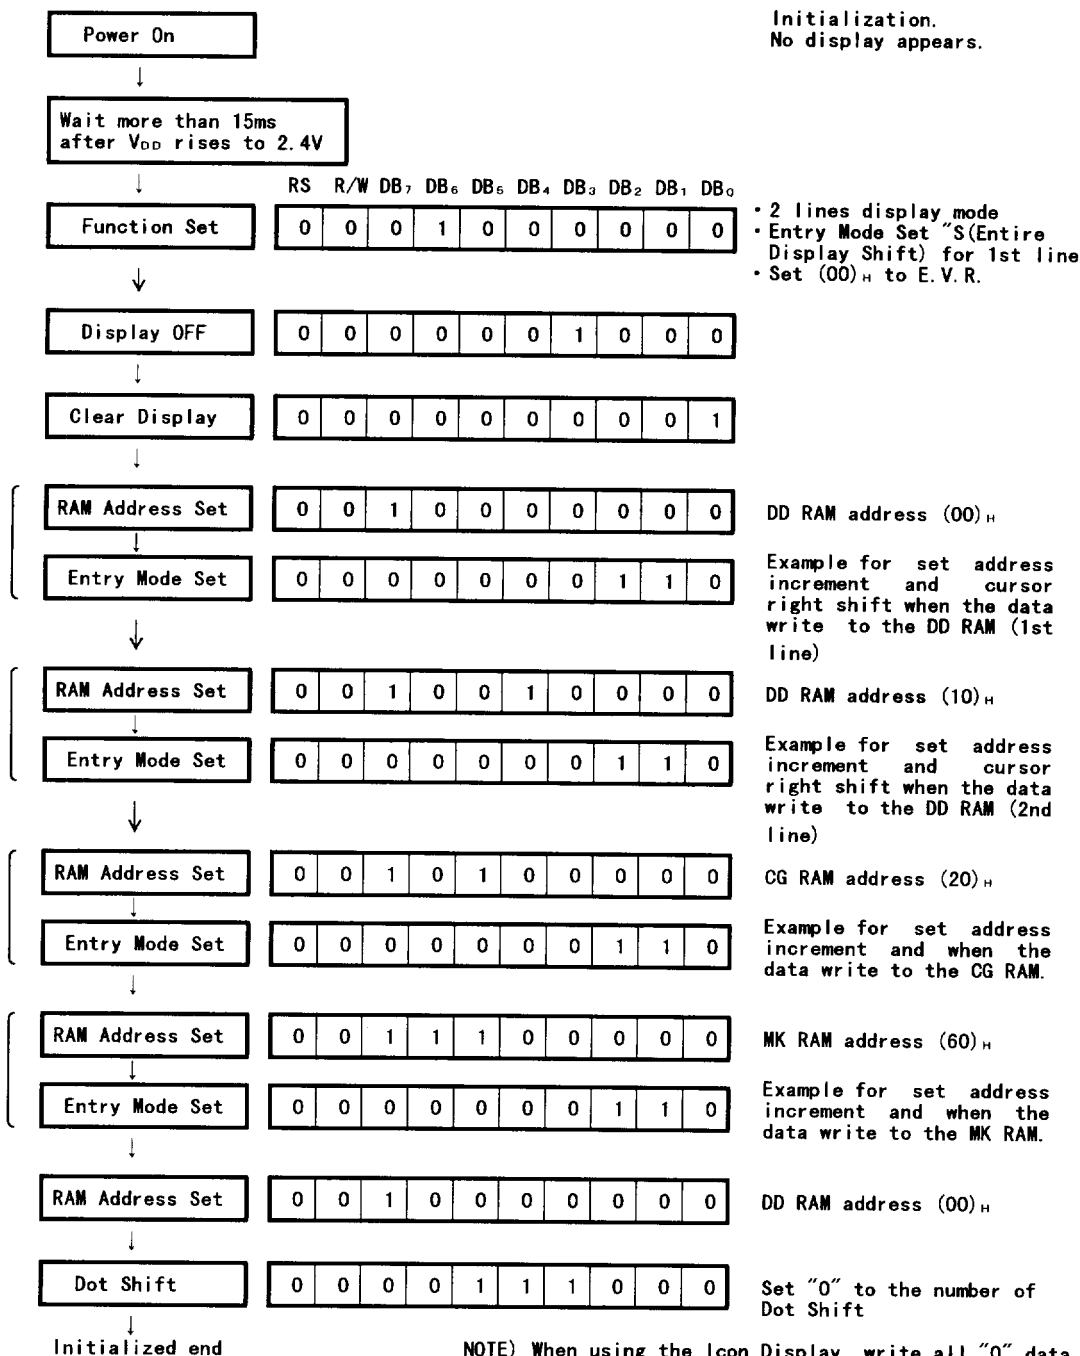 Power On
Initialization.
No display appears.
Wait more than 15ms
after VDD rises to 2.4V
RS R/W DB7 DB6 DB5 DB4 DB3 DB2 DB1 DB0
Function Set 0 0 0 1 0 0 0 0 0 0
・2 lines display mode
・Entry Mode Set "S(Entire
Display Shift) for 1st line
・Set (00)H to E.V.R.
Display OFF 0 0 0 0 0 0 1 0 0 0
Clear Display 0 0 0 0 0 0 0 0 0 1
RAM Address Set 0 0 1 0 0 0 0 0 0 0
DD RAM address (00)H
Entry Mode Set 0 0 0 0 0 0 0 1 1 0
Example for set address
increment and cursor
right shift when the data
write to the DD RAM (1st
line)
RAM Address Set 0 0 1 0 0 1 0 0 0 0
DD RAM address (10)H
Entry Mode Set 0 0 0 0 0 0 0 1 1 0
Example for set address
increment and cursor
right shift when the data
write to the DD RAM (2nd
line)
RAM Address Set 0 0 1 0 1 0 0 0 0 0
CG RAM address (20)H
Entry Mode Set 0 0 0 0 0 0 0 1 1 0
Example for set address
increment and when the
data write to the CG RAM.
RAM Address Set 0 0 1 1 1 0 0 0 0 0
MK RAM address (60)H
Entry Mode Set 0 0 0 0 0 0 0 1 1 0
Example for set address
increment and when the
data write to the MK RAM.
RAM Address Set 0 0 1 0 0 0 0 0 0 0
DD RAM address (00)H
Dot Shift 0 0 0 0 1 1 1 0 0 0
Set "0" to the number of
Dot Shift
Initialized end
NOTE) When using the Icon Display, write all "0" data